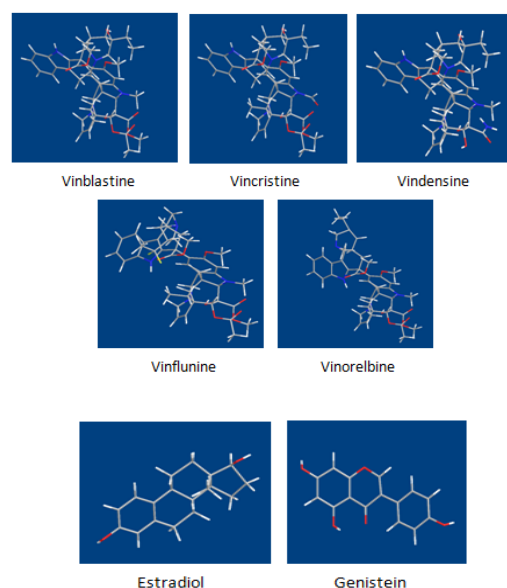 Vinblastine
Vincristine
Vindensine
Vinflunine
Vinorelbine
Estradiol
Genistein